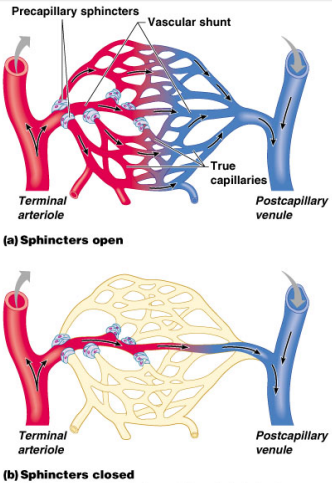 Precapillary sphincters
Vascular shunt
True
capillaries
Terminal
arteriole
Postcapillary
venule
(a) Sphincters open
Terminal
arteriole
Postcapillary
venule
(b) Sphincters closed